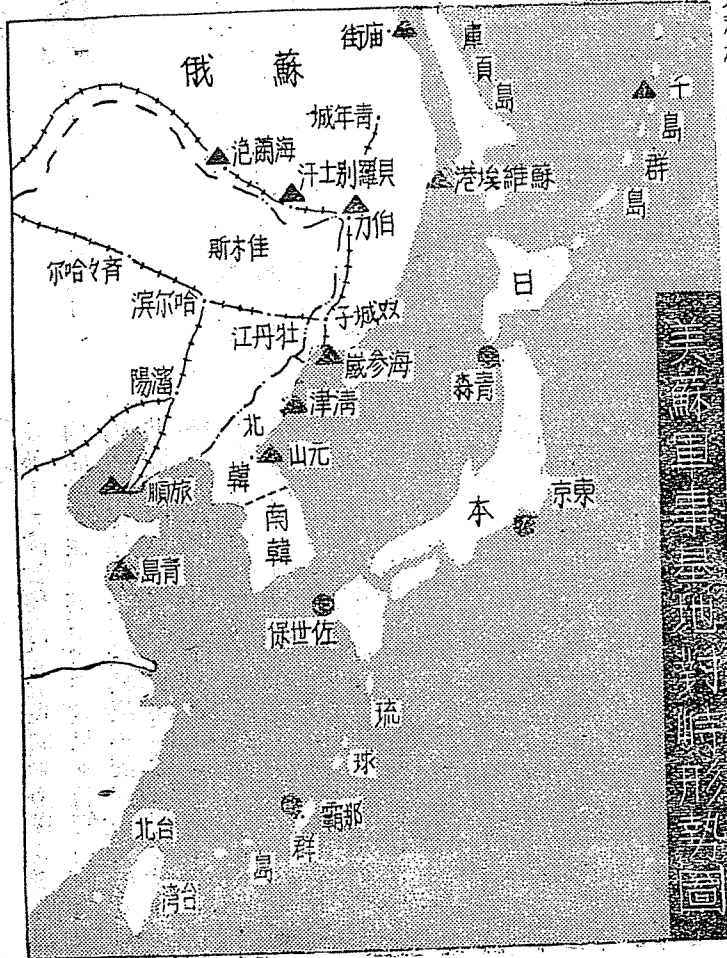 美蘇軍事基地對峙形勢圖
庙街
庫頁島
千島群島
蘇俄
青年城
海蘭泡
貝羅別士汗
伯力
蘇維埃港
佳木斯
斉々哈尔
哈尔滨
双城子
牡丹江
日本
海參崴
青森
瀋陽
清津
北韓
元山
旅順
南韓
東京
青島
佐世保
琉球群島
那霸
台北
台湾